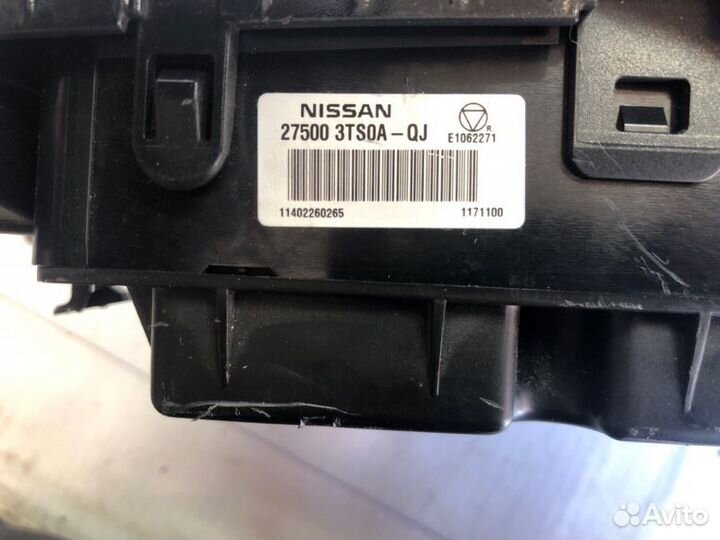 NISSAN
27500 3TS0A-QJ
R
E1062271
11402260265 1171100
Avito